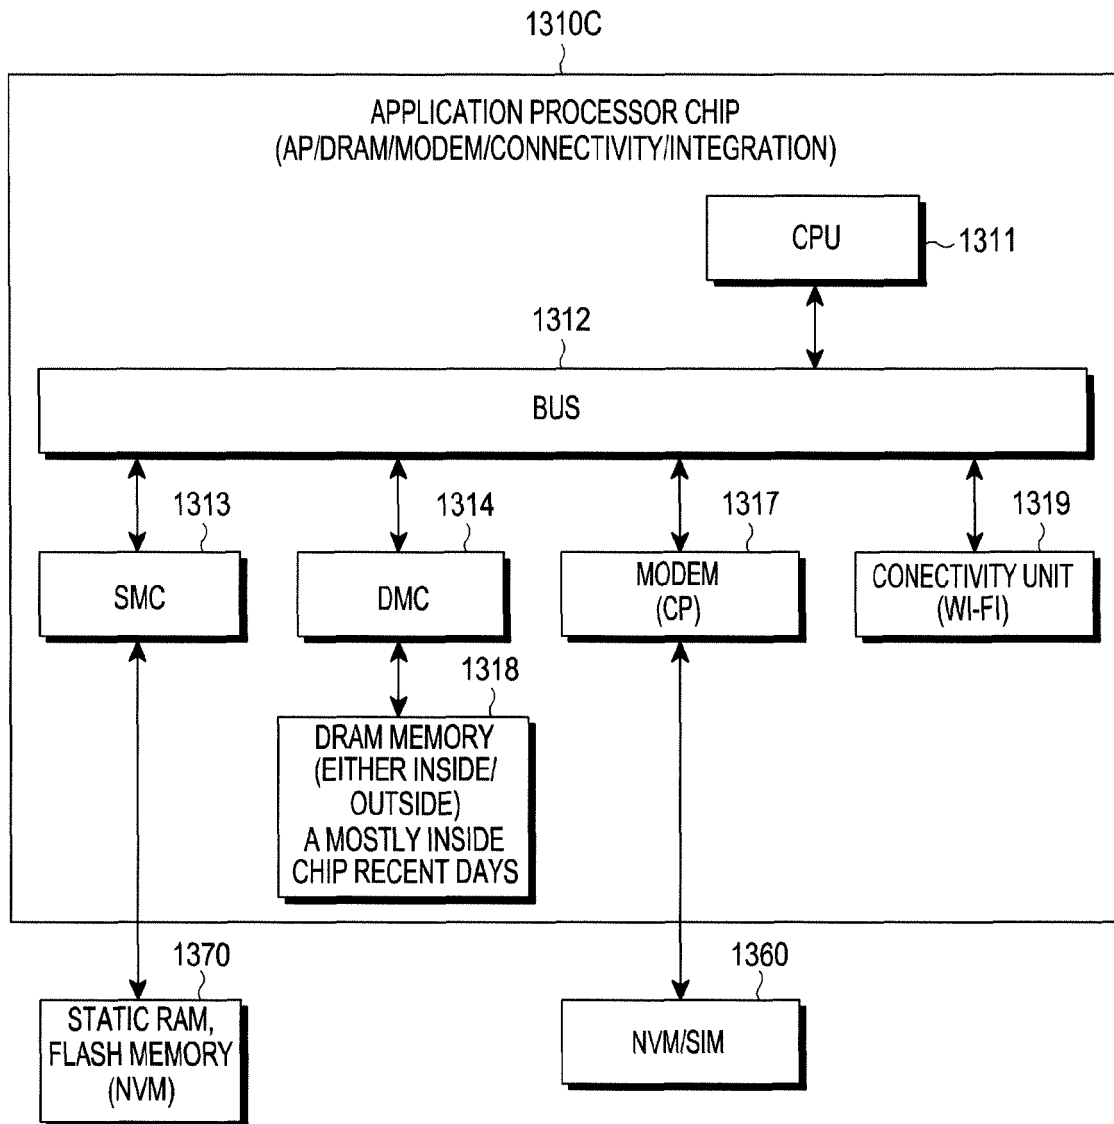 1310C
APPLICATION PROCESSOR CHIP
(AP/DRAM/MODEM/CONNECTIVITY/INTEGRATION)
CPU
1311
1312
BUS
1313
1314
1317
1319
SMC
DMC
MODEM
(CP)
CONECTIVITY UNIT
(WI-FI)
1318
DRAM MEMORY
(EITHER INSIDE/
OUTSIDE)
A MOSTLY INSIDE
CHIP RECENT DAYS
1370
1360
STATIC RAM,
FLASH MEMORY
(NVM)
NVM/SIM